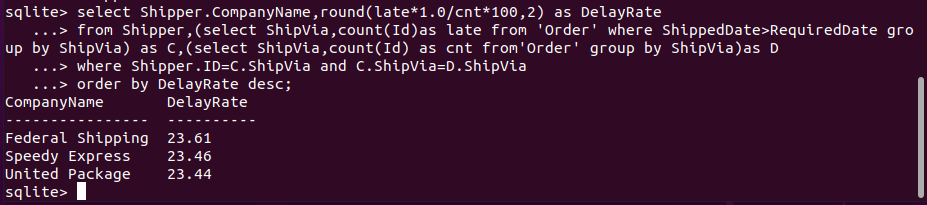 sqlite> select Shipper.CompanyName,round(late*1.0/cnt*100,2) as DelayRate
   ...> from Shipper,(select ShipVia,count(Id)as late from 'Order' where ShippedDate>RequiredDate gro
up by ShipVia) as C,(select ShipVia,count(Id) as cnt from'Order' group by ShipVia)as D
   ...> where Shipper.ID=C.ShipVia and C.ShipVia=D.ShipVia
   ...> order by DelayRate desc;
CompanyName       DelayRate
----------------  ----------
Federal Shipping  23.61
Speedy Express    23.46
United Package    23.44
sqlite>